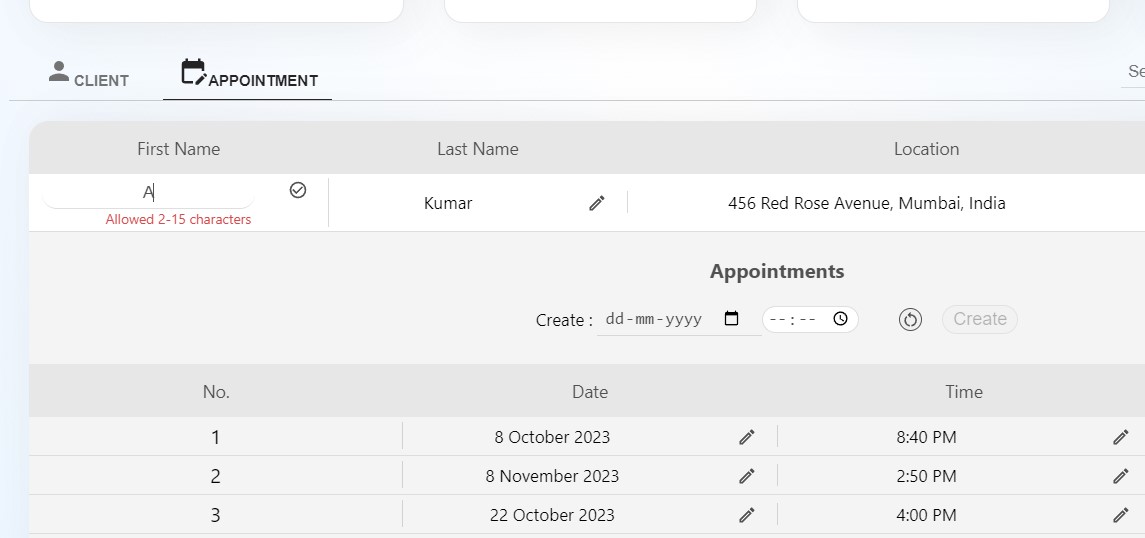 CLIENT APPOINTMENT Se
First Name Last Name Location
A Kumar 456 Red Rose Avenue, Mumbai, India
Allowed 2-15 characters
Appointments
Create : dd-mm-yyyy --:-- Create
No. Date Time
1 8 October 2023 8:40 PM
2 8 November 2023 2:50 PM
3 22 October 2023 4:00 PM